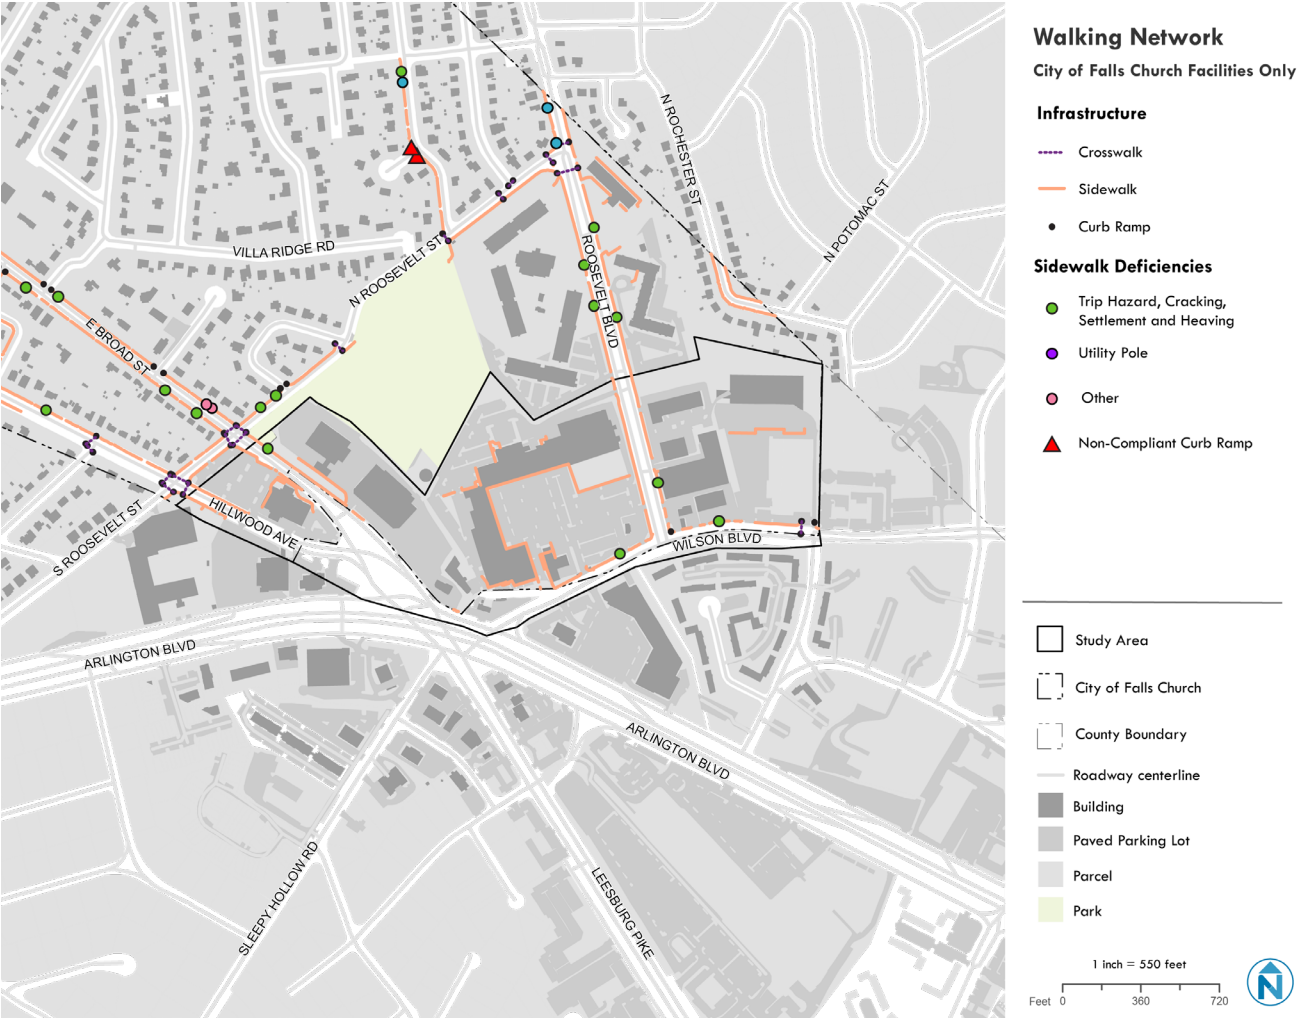 Walking Network
City of Falls Church Facilities Only
Infrastructure
Crosswalk
Sidewalk
Curb Ramp
Sidewalk Deficiencies
Trip Hazard, Cracking,
Settlement and Heaving
Utility Pole
Other
Non-Compliant Curb Ramp
Study Area
City of Falls Church
County Boundary
Roadway centerline
Building
Paved Parking Lot
Parcel
Park
1 inch = 550 feet
Feet 0 360 720
N
N ROCHESTER ST
N POTOMAC ST
VILLA RIDGE RD
N ROOSEVELT ST
ROOSEVELT BLVD
E BROAD ST
HILLWOOD AVE
S ROOSEVELT ST
WILSON BLVD
ARLINGTON BLVD
ARLINGTON BLVD
SLEEPY HOLLOW RD
LEESBURG PIKE